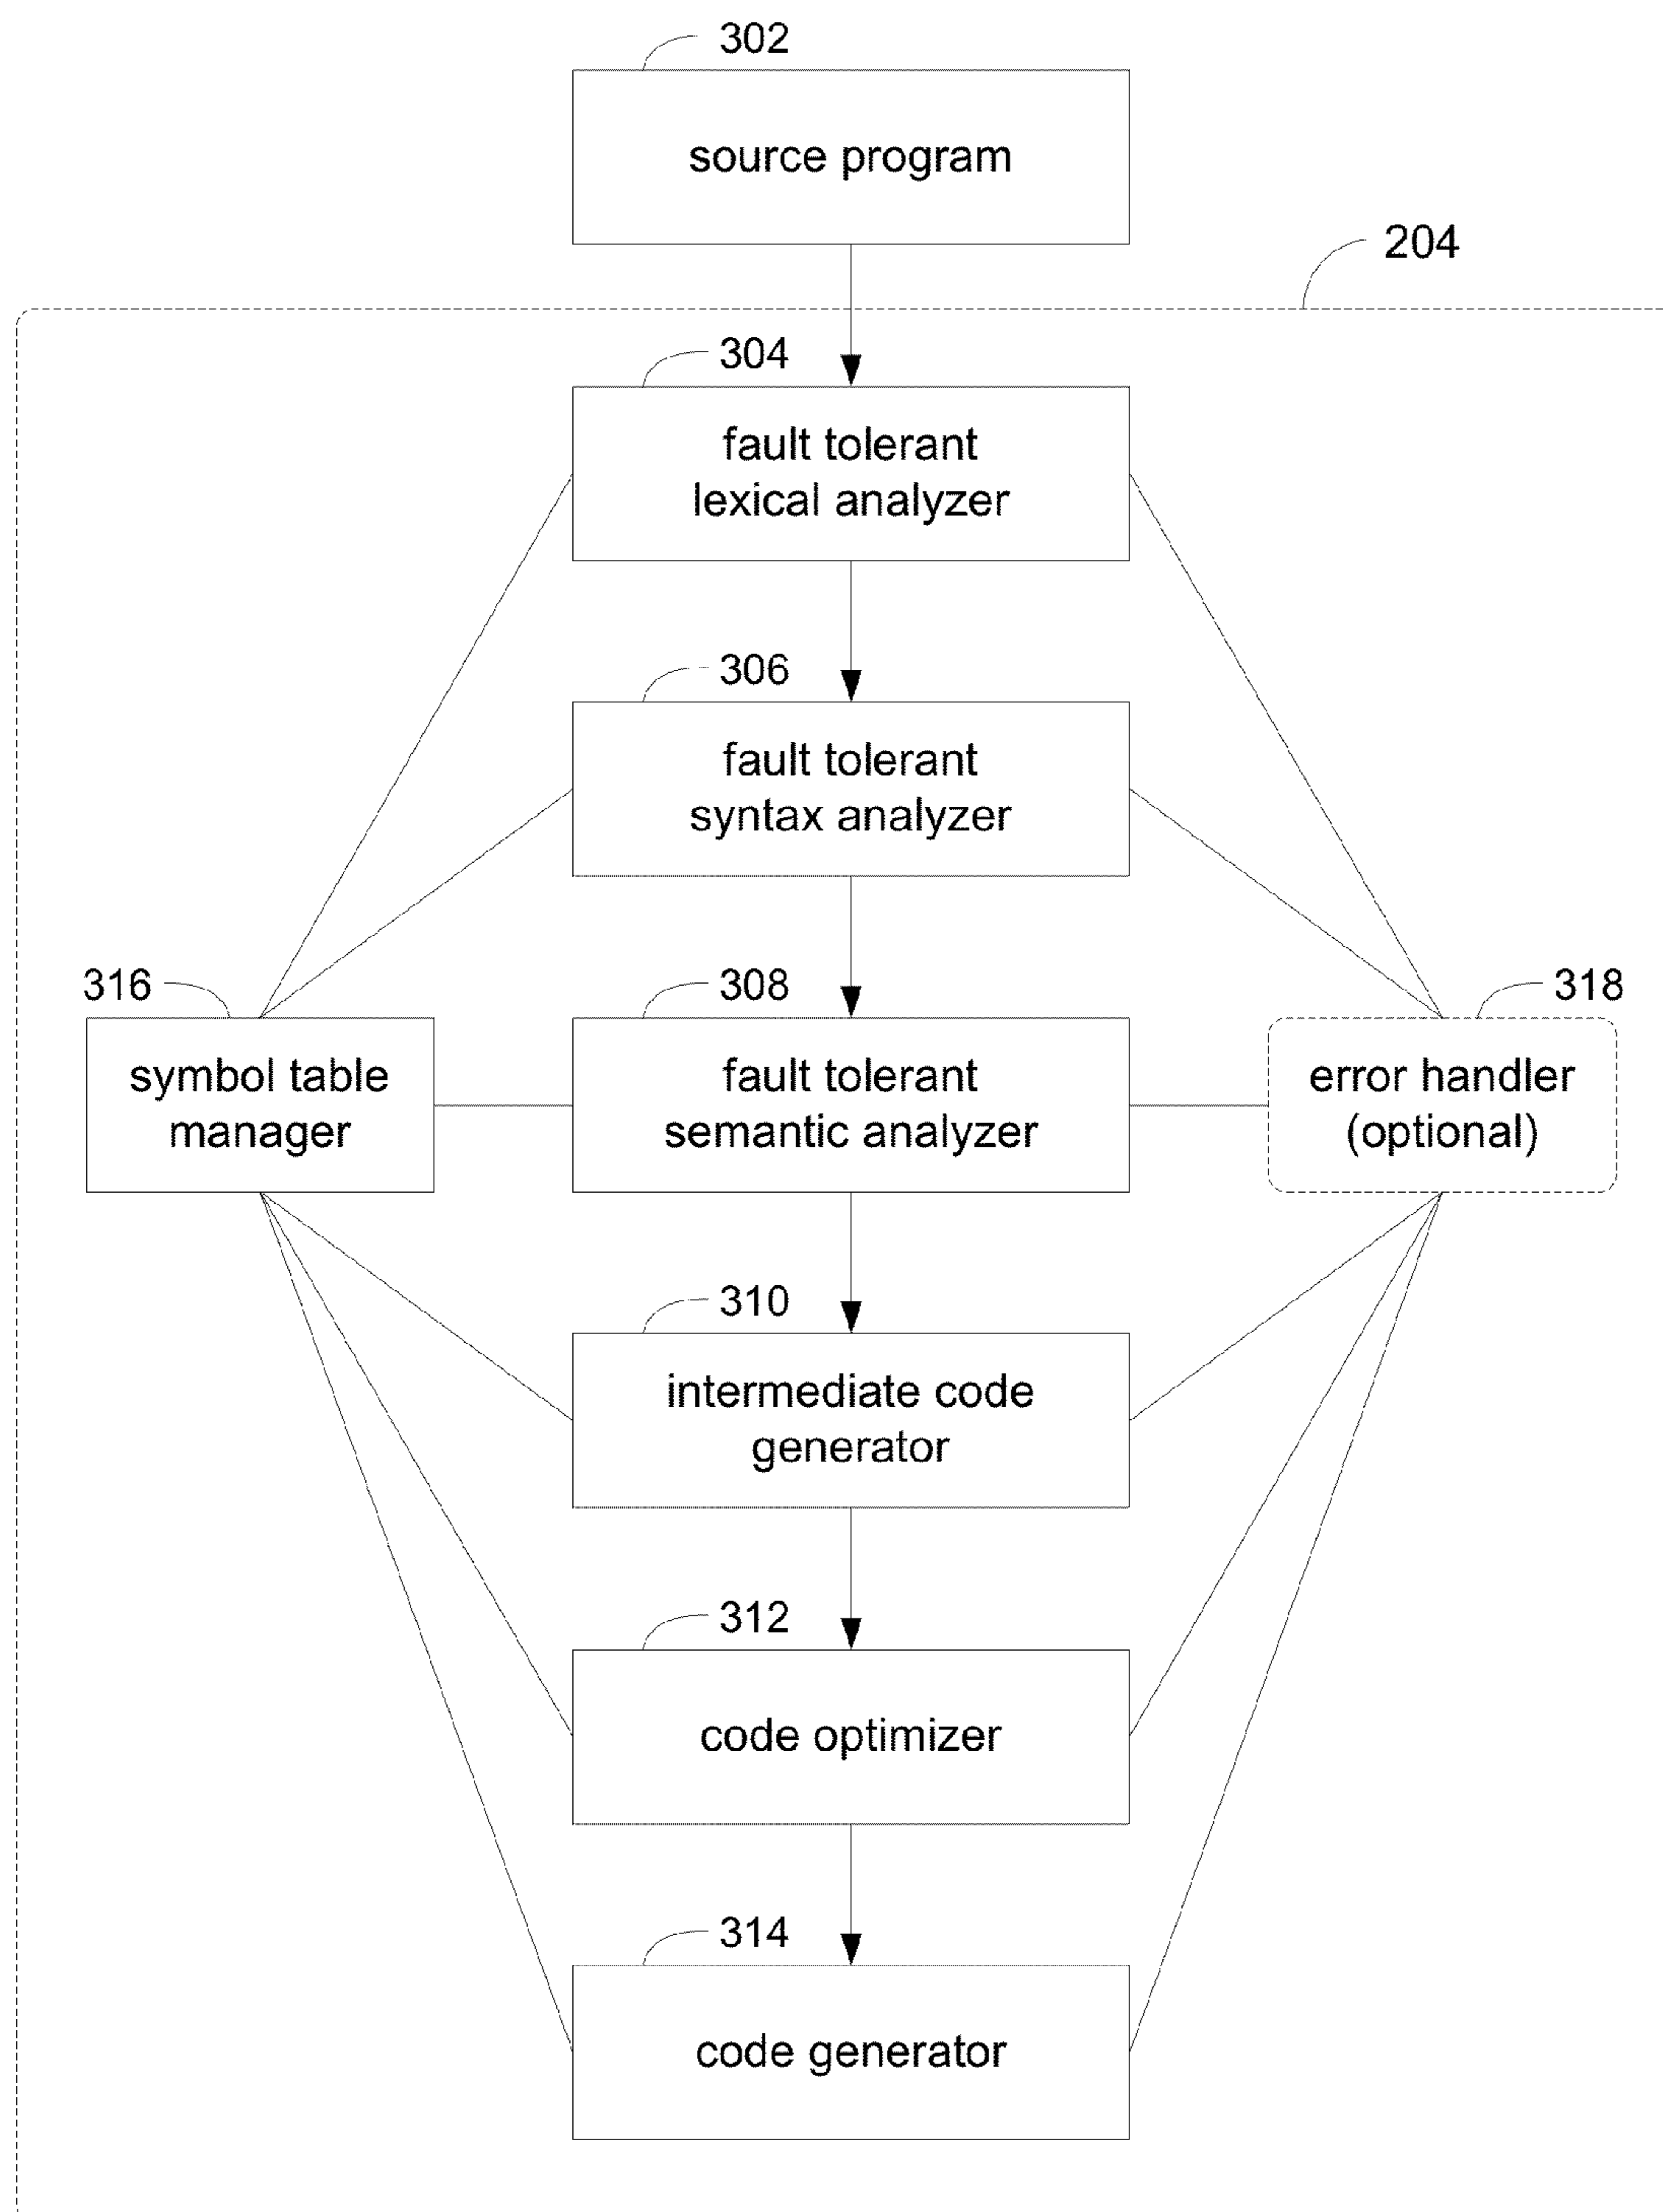 302
source program
204
304
fault tolerant
lexical analyzer
306
fault tolerant
syntax analyzer
316
308
318
symbol table
manager
fault tolerant
semantic analyzer
error handler
(optional)
310
intermediate code
generator
312
code optimizer
314
code generator